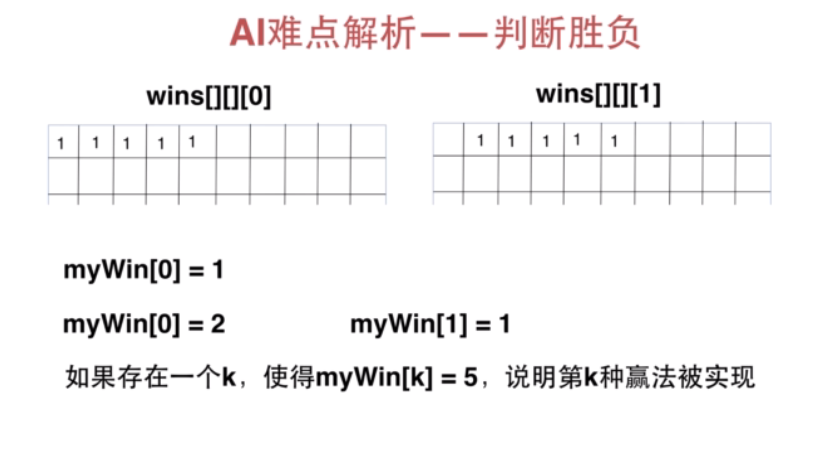 AI难点解析——判断胜负
wins[][][0] wins[][][1]
1 1 1 1 1 1 1 1 1 1
myWin[0] = 1
myWin[0] = 2 myWin[1] = 1
如果存在一个k，使得myWin[k] = 5，说明第k种赢法被实现